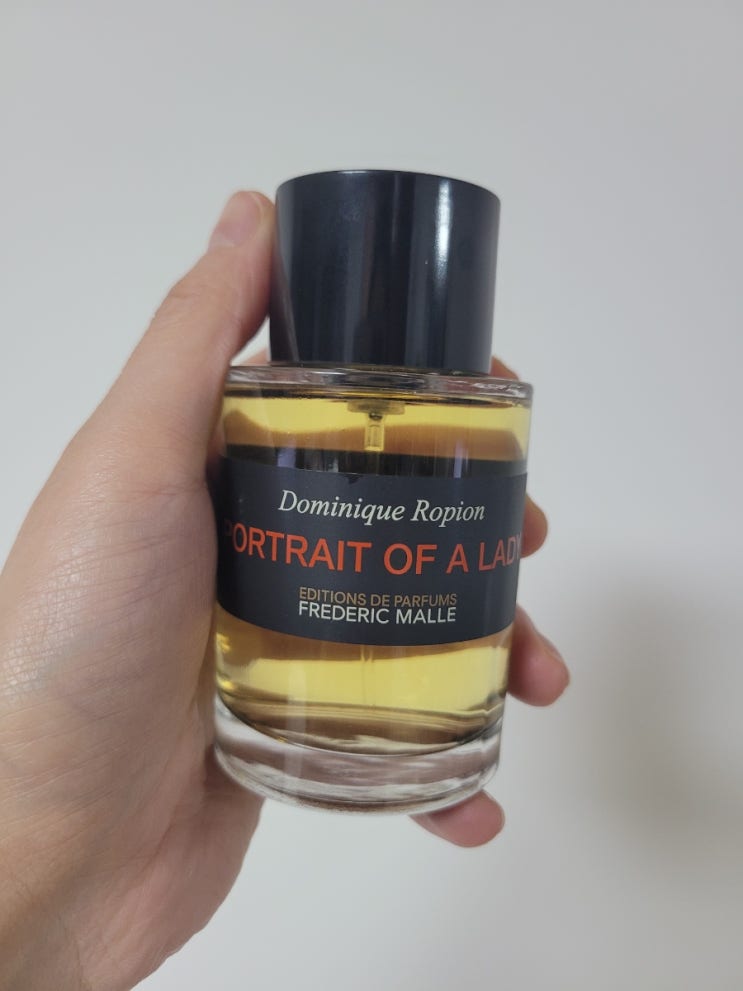 Dominique Ropion
PORTRAIT OF A LADY
EDITIONS DE PARFUMS
FREDERIC MALLE